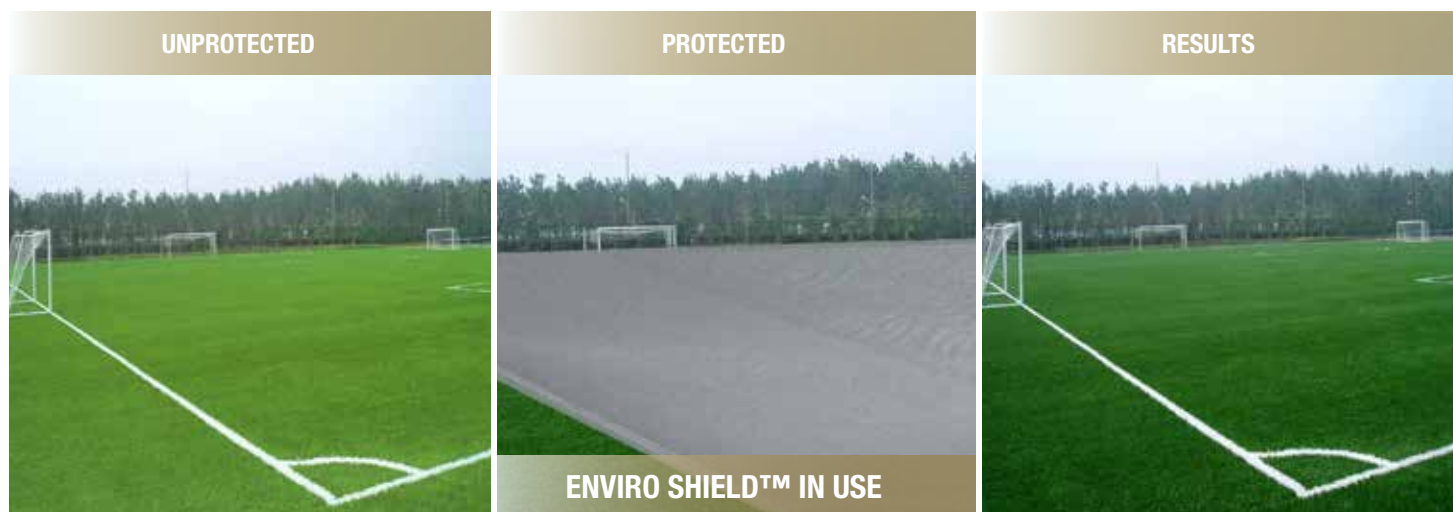 UNPROTECTED
PROTECTED
RESULTS
ENVIRO SHIELD™ IN USE